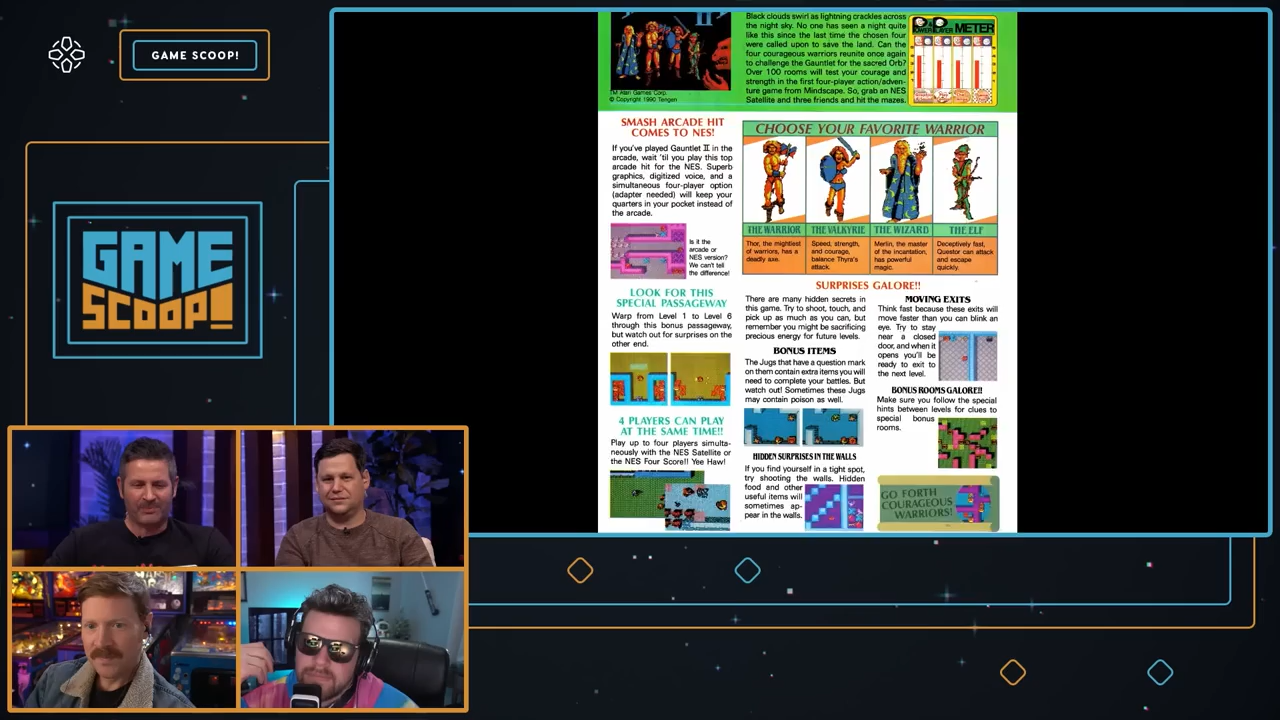 GAME SCOOP!
GAME
SCOOP!
II
TM Atari Games Corp.
© Copyright 1990 Tengen
Black clouds swirl as lightning crackles across
the night sky. No one has seen a night quite
like this since the last time the chosen four
were called upon to save the land. Can the
four courageous warriors reunite once again
to challenge the Gauntlet for the sacred Orb?
Over 100 rooms will test your courage and
strength in the first four-player action/adven-
ture game from Mindscape. So, grab an NES
Satellite and three friends and hit the mazes.
POWER PLAYER METER
SMASH ARCADE HIT
COMES TO NES!
If you've played Gauntlet II in the
arcade, wait 'til you play this top
arcade hit for the NES. Superb
graphics, digitized voice, and a
simultaneous four-player option
(adapter needed) will keep your
quarters in your pocket instead of
the arcade.
Is it the
arcade or
NES version?
We can't tell
the difference!
LOOK FOR THIS
SPECIAL PASSAGEWAY
Warp from Level 1 to Level 6
through this bonus passageway,
but watch out for surprises on the
other end.
4 PLAYERS CAN PLAY
AT THE SAME TIME!!
Play up to four players simulta-
neously with the NES Satellite or
the NES Four Score!! Yee Haw!
CHOOSE YOUR FAVORITE WARRIOR
THE WARRIOR
Thor, the mightiest
of warriors, has a
deadly axe.
THE VALKYRIE
Speed, strength,
and courage,
balance Thyra's
attack.
THE WIZARD
Merlin, the master
of the incantation,
has powerful
magic.
THE ELF
Deceptively fast,
Questor can attack
and escape
quickly.
SURPRISES GALORE!!
There are many hidden secrets in
this game. Try to shoot, touch, and
pick up as much as you can, but
remember you might be sacrificing
precious energy for future levels.
BONUS ITEMS
The Jugs that have a question mark
on them contain extra items you will
need to complete your battles. But
watch out! Sometimes these Jugs
may contain poison as well.
HIDDEN SURPRISES IN THE WALLS
If you find yourself in a tight spot,
try shooting the walls. Hidden
food and other
useful items will
sometimes ap-
pear in the walls.
MOVING EXITS
Think fast because these exits will
move faster than you can blink an
eye. Try to stay
near a closed
door, and when it
opens you'll be
ready to exit to
the next level.
BONUS ROOMS GALORE!!
Make sure you follow the special
hints between levels for clues to
special bonus
rooms.
GO FORTH
COURAGEOUS
WARRIORS!